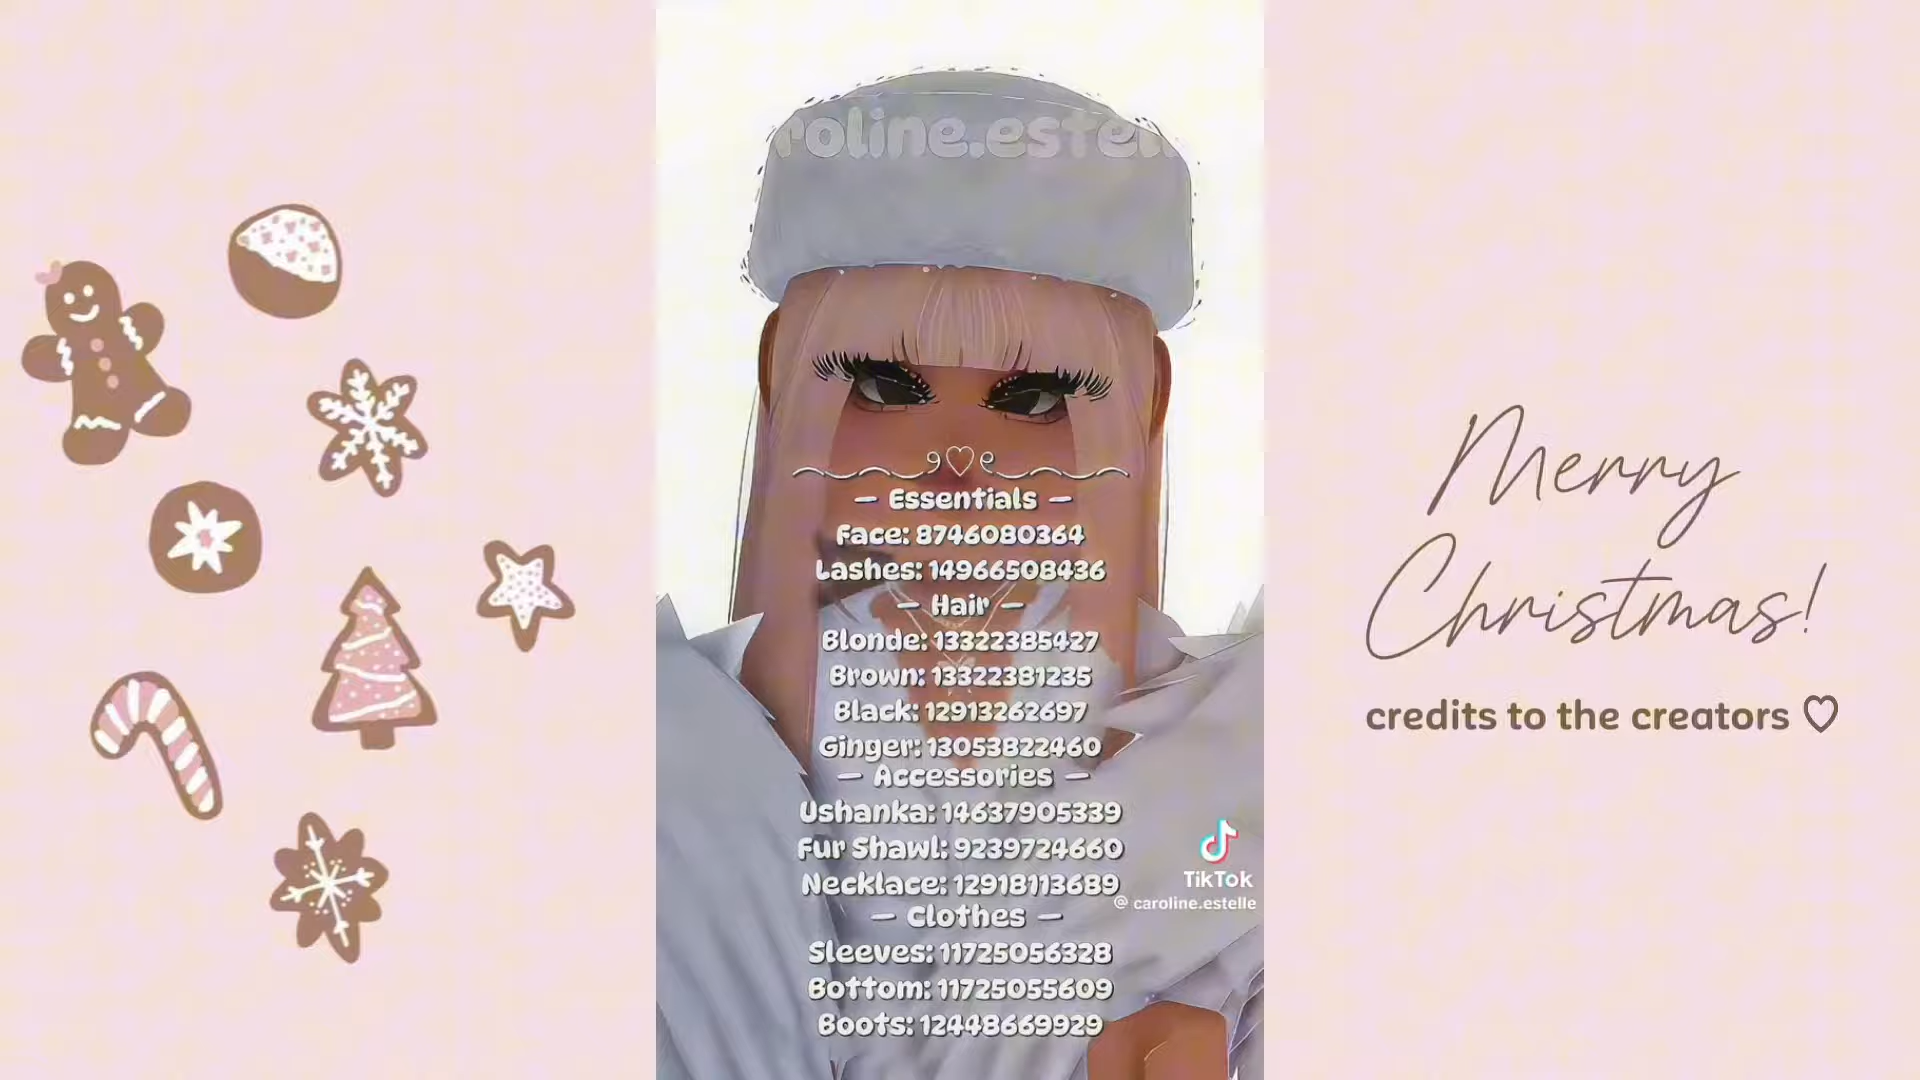 roline.estell
— Essentials —
Face: 8746080364
Lashes: 14966508436
— Hair —
Blonde: 13322385427
Brown: 13322381235
Black: 12913262697
Ginger: 13053822460
— Accessories —
Ushanka: 14637905339
Fur Shawl: 9239724660
Necklace: 12918113689
— Clothes —
Sleeves: 11725056328
Bottom: 11725055609
Boots: 12448669929
TikTok
@ caroline.estelle
Merry
Christmas!
credits to the creators ♡